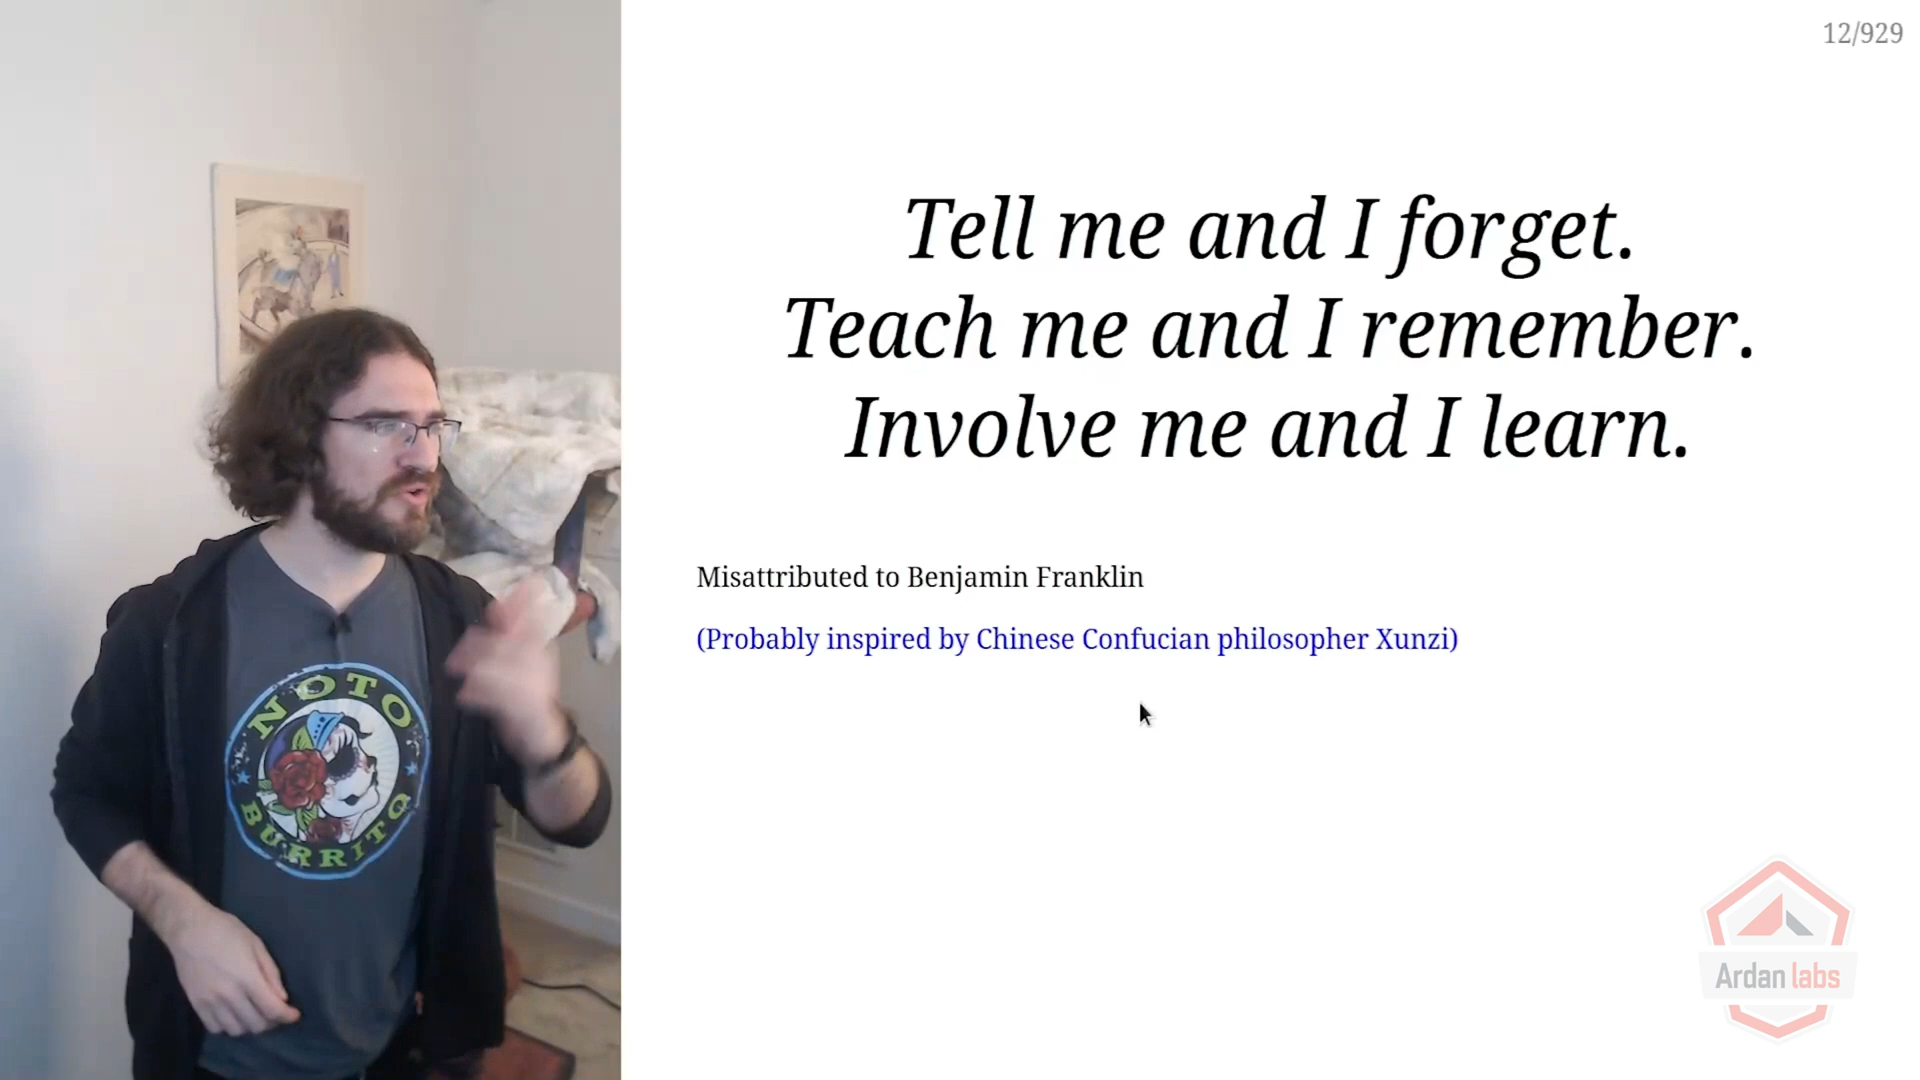 12/929
Tell me and I forget.
Teach me and I remember.
Involve me and I learn.
Misattributed to Benjamin Franklin
(Probably inspired by Chinese Confucian philosopher Xunzi)
NOTO
BURRITO
Ardan labs